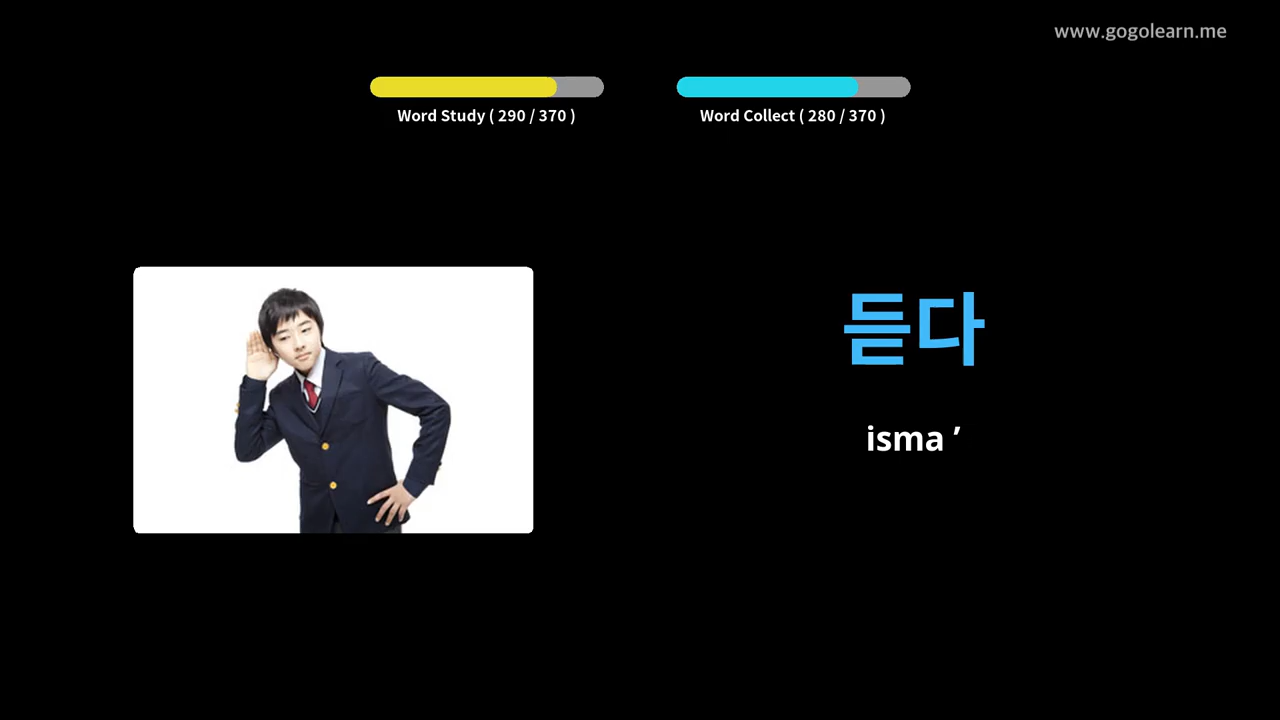 www.gogolearn.me
Word Study ( 290 / 370 )
Word Collect ( 280 / 370 )
듣다
isma ’